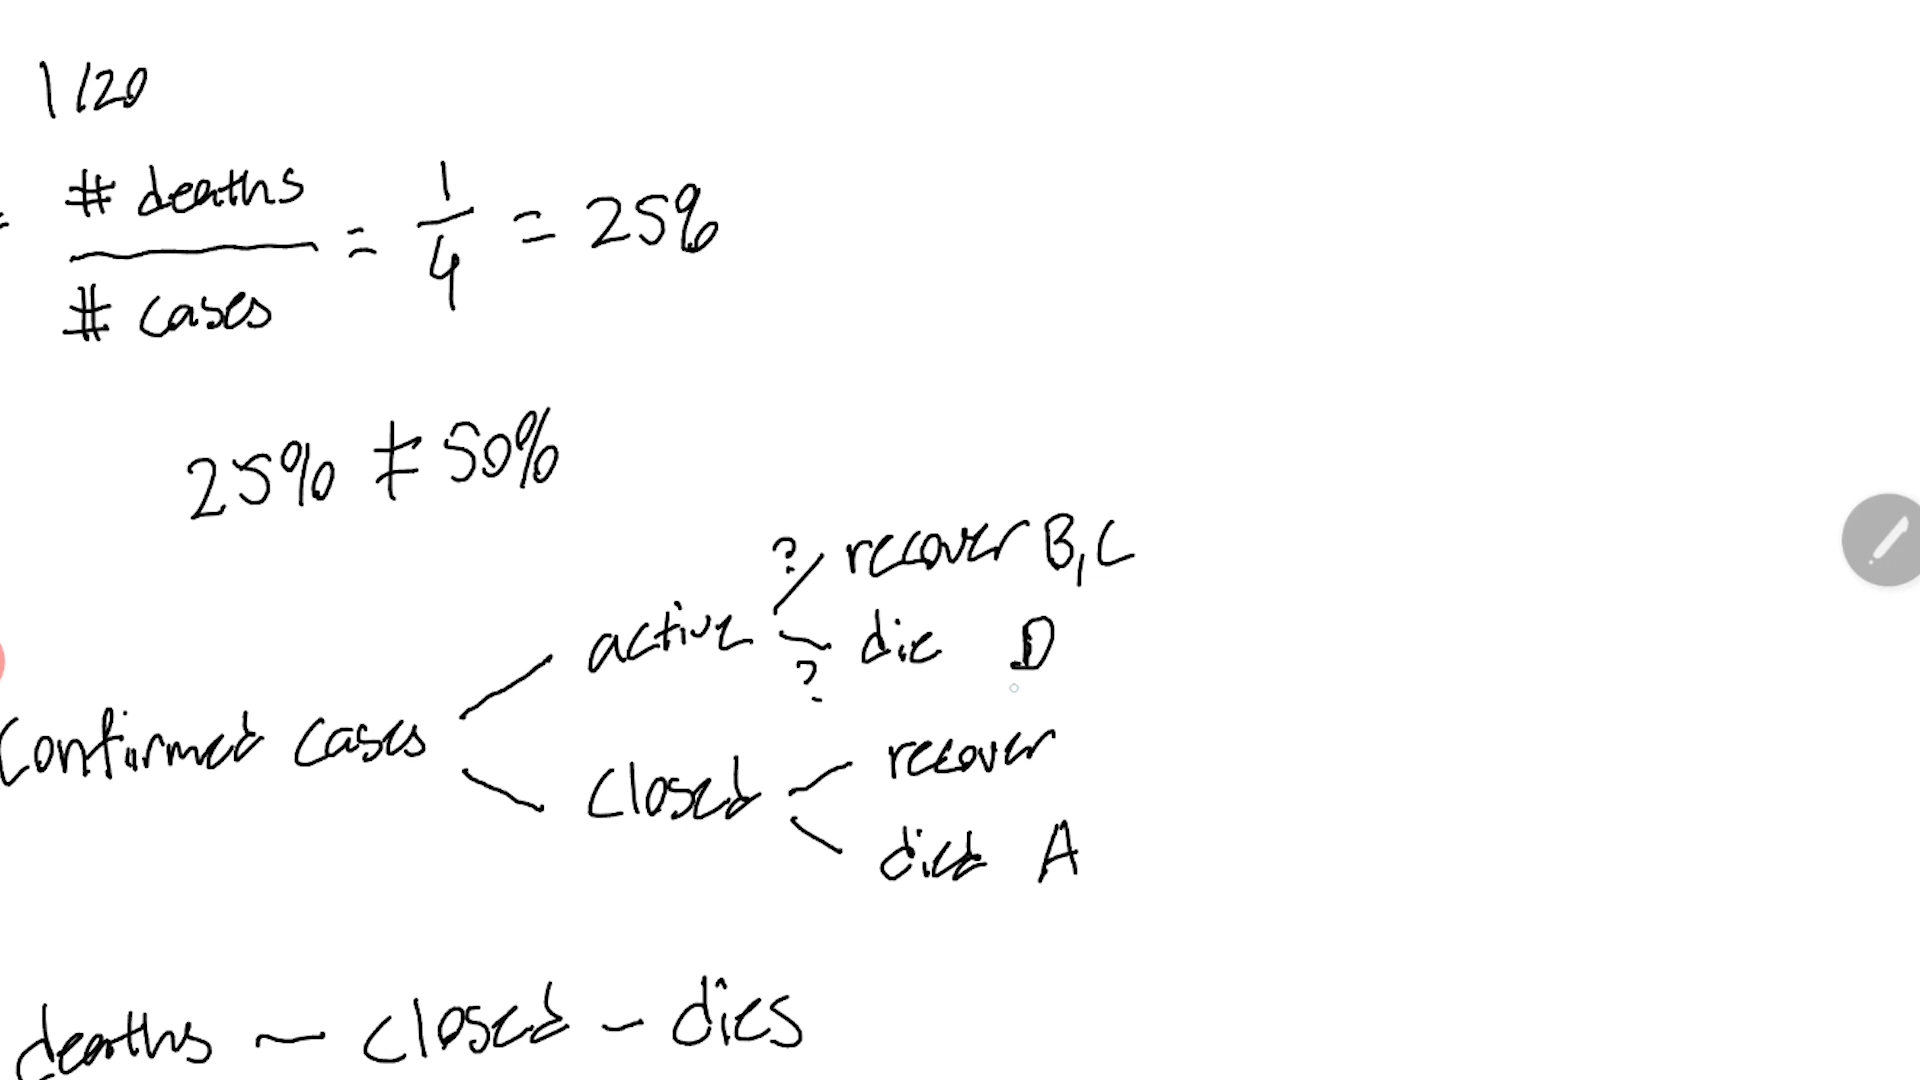 1/20
= # deaths / # cases = 1/4 = 25%
25% ≠ 50%
? recover B, C
active
? die D
Confirmed cases
recover
closed
died A
deaths – closed – dies